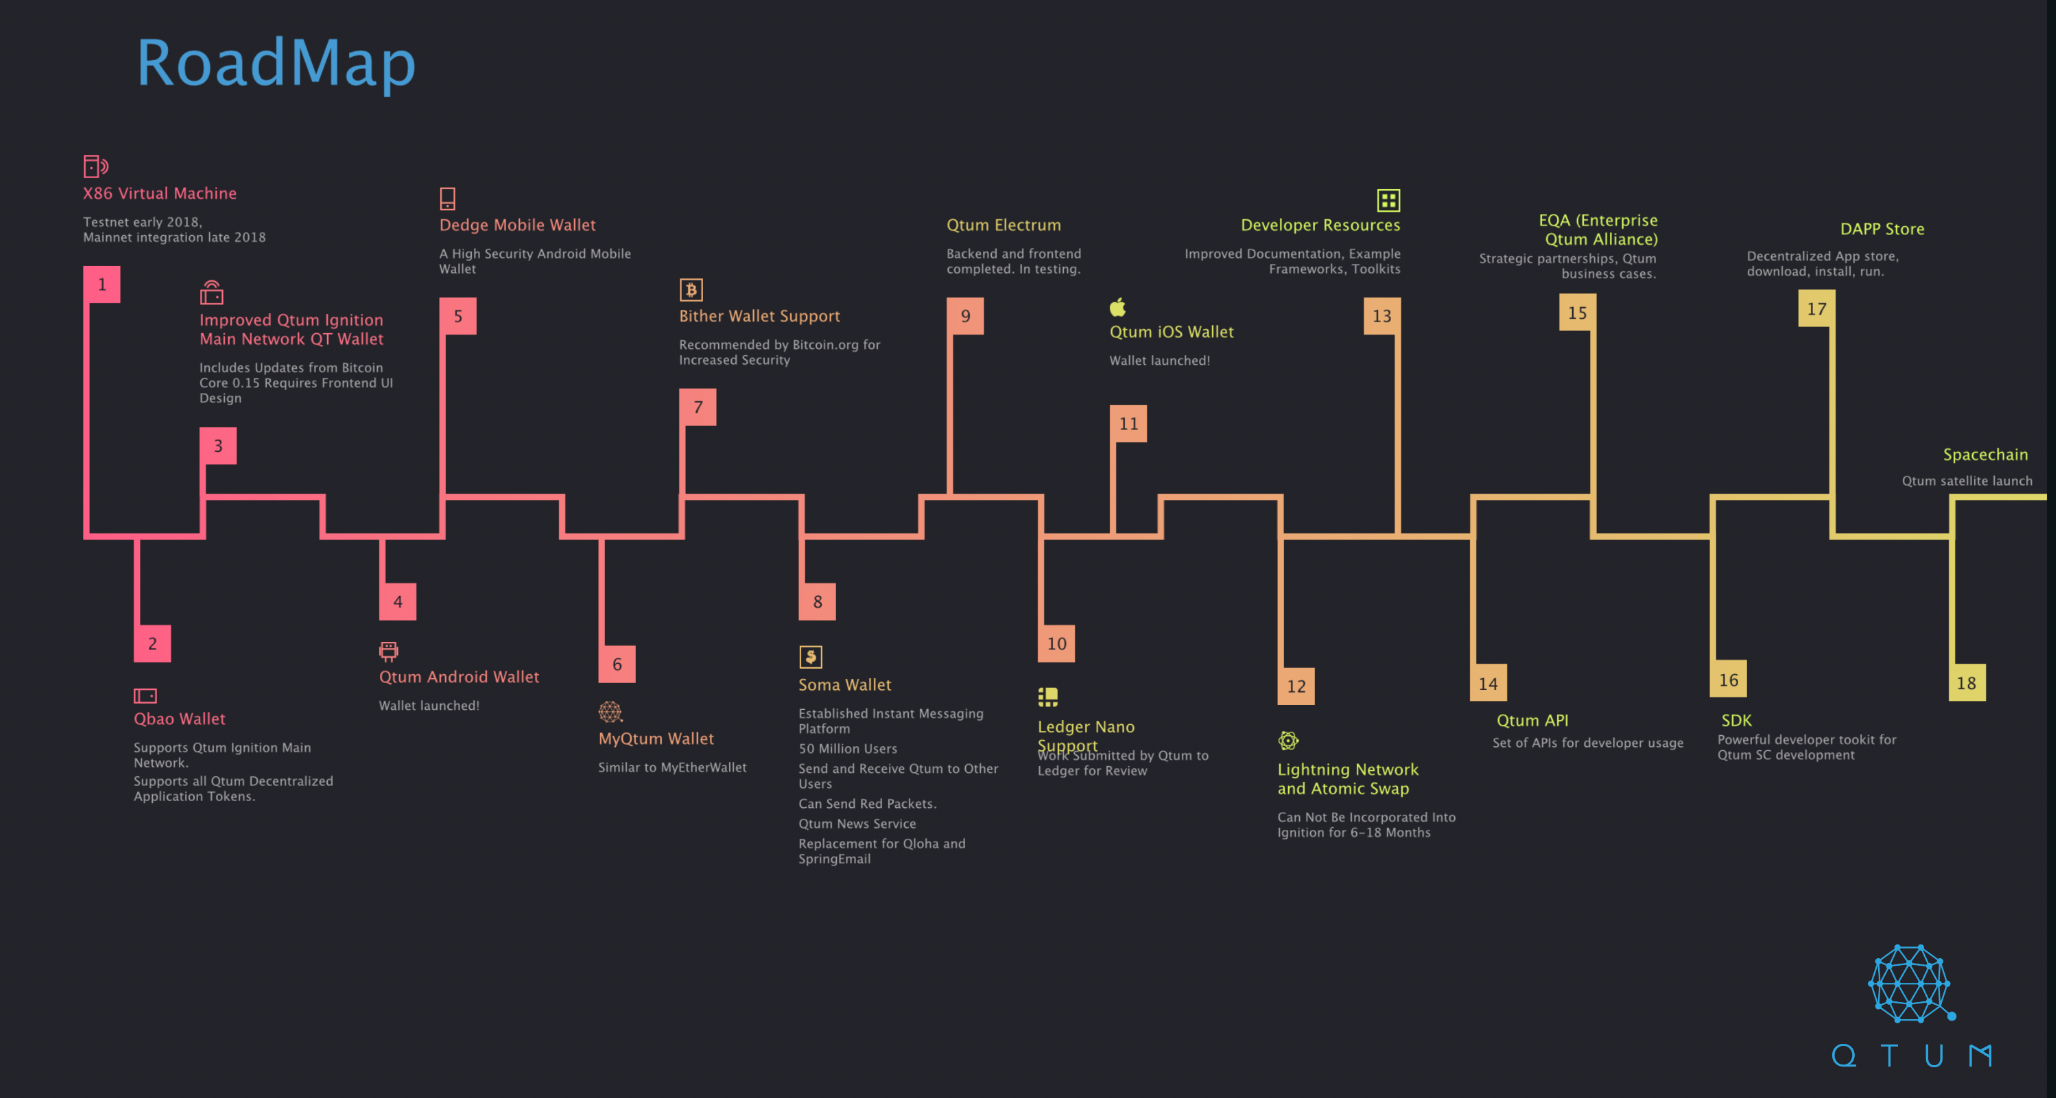 RoadMap
X86 Virtual Machine
Testnet early 2018,
Mainnet integration late 2018
1
Qbao Wallet
Supports Qtum Ignition Main
Network.
Supports all Qtum Decentralized
Application Tokens.
2
Improved Qtum Ignition
Main Network QT Wallet
Includes Updates from Bitcoin
Core 0.15 Requires Frontend UI
Design
3
4
Qtum Android Wallet
Wallet launched!
Dedge Mobile Wallet
A High Security Android Mobile
Wallet
5
6
MyQtum Wallet
Similar to MyEtherWallet
Bither Wallet Support
Recommended by Bitcoin.org for
Increased Security
7
8
Soma Wallet
Established Instant Messaging
Platform
50 Million Users
Send and Receive Qtum to Other
Users
Can Send Red Packets.
Qtum News Service
Replacement for Qloha and
SpringEmail
Qtum Electrum
Backend and frontend
completed. In testing.
9
10
Ledger Nano
Support
Work Submitted by Qtum to
Ledger for Review
Qtum iOS Wallet
Wallet launched!
11
12
Lightning Network
and Atomic Swap
Can Not Be Incorporated Into
Ignition for 6-18 Months
Developer Resources
Improved Documentation, Example
Frameworks, Toolkits
13
14
Qtum API
Set of APIs for developer usage
EQA (Enterprise
Qtum Alliance)
Strategic partnerships, Qtum
business cases.
15
16
SDK
Powerful developer tookit for
Qtum SC development
DAPP Store
Decentralized App store,
download, install, run.
17
Spacechain
Qtum satellite launch
18
QTUM